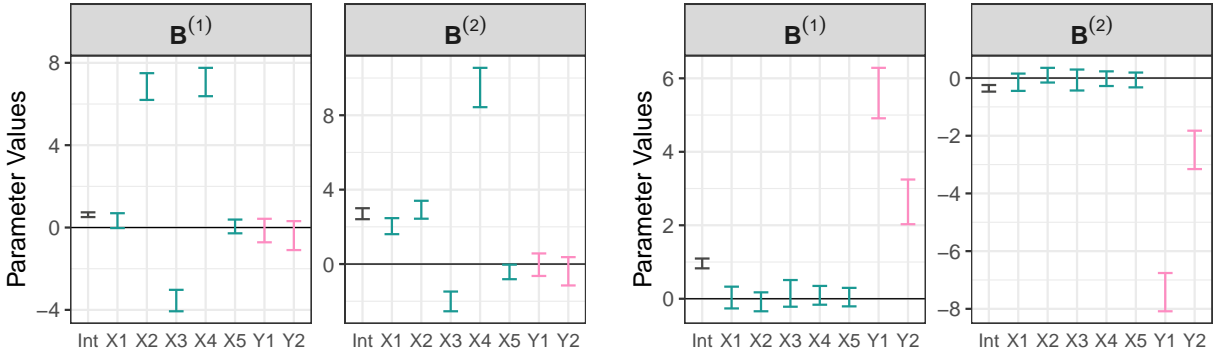 B(1) B(2) B(1) B(2)
Parameter Values
8
4
0
−4
Int X1 X2 X3 X4 X5 Y1 Y2
8
4
0
Int X1 X2 X3 X4 X5 Y1 Y2
Parameter Values
6
4
2
0
Int X1 X2 X3 X4 X5 Y1 Y2
0
−2
−4
−6
−8
Int X1 X2 X3 X4 X5 Y1 Y2